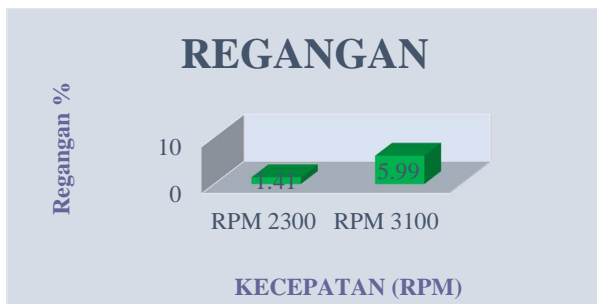 REGANGAN
Regangan %
10
0
1.41
5.99
RPM 2300
RPM 3100
KECEPATAN (RPM)